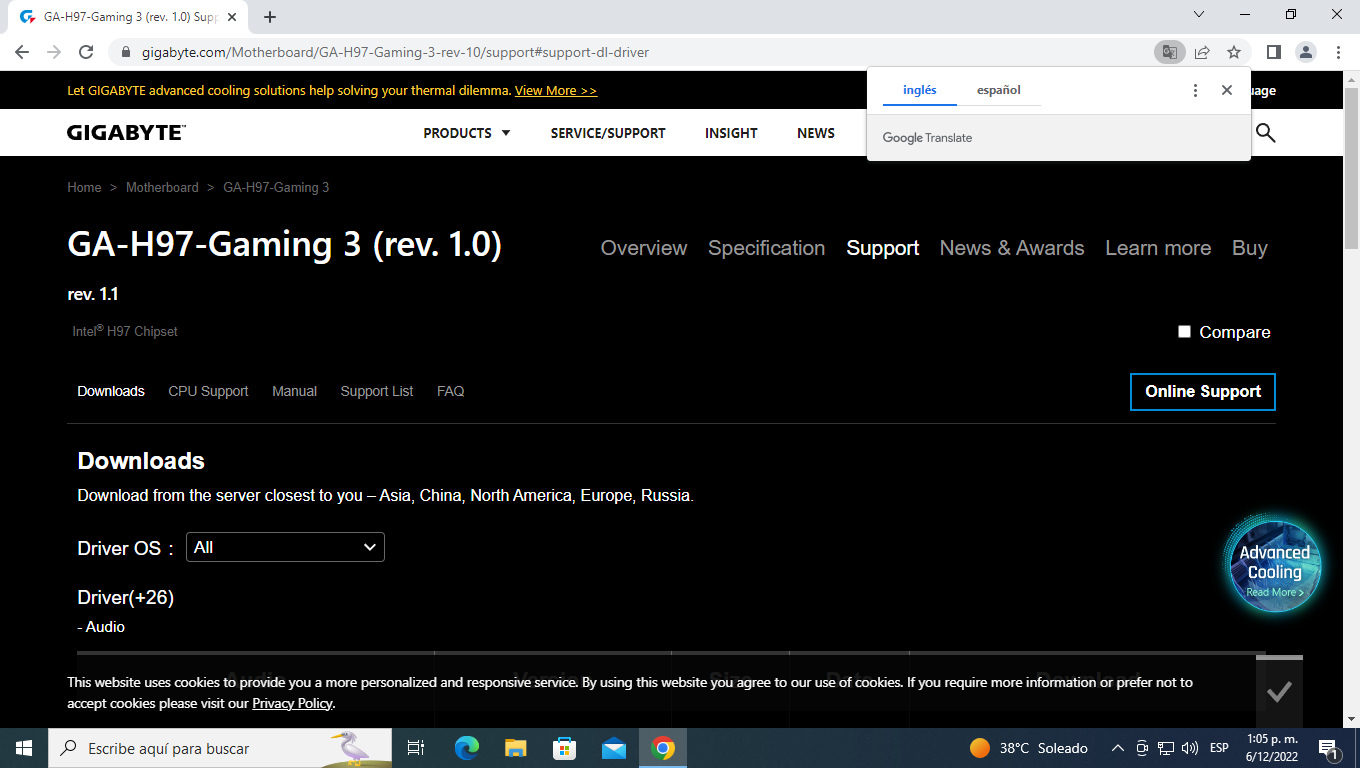 GA-H97-Gaming 3 (rev. 1.0) Supp
gigabyte.com/Motherboard/GA-H97-Gaming-3-rev-10/support#support-dl-driver
Let GIGABYTE advanced cooling solutions help solving your thermal dilemma. View More >>
uage
inglés
español
Google Translate
GIGABYTE™
PRODUCTS
SERVICE/SUPPORT
INSIGHT
NEWS
Home > Motherboard > GA-H97-Gaming 3
GA-H97-Gaming 3 (rev. 1.0)
Overview
Specification
Support
News & Awards
Learn more
Buy
rev. 1.1
Intel® H97 Chipset
Compare
Downloads
CPU Support
Manual
Support List
FAQ
Online Support
Downloads
Download from the server closest to you – Asia, China, North America, Europe, Russia.
Driver OS :
All
Advanced
Cooling
Read More >
Driver(+26)
- Audio
This website uses cookies to provide you a more personalized and responsive service. By using this website you agree to our use of cookies. If you require more information or prefer not to
accept cookies please visit our Privacy Policy.
Escribe aquí para buscar
38°C Soleado
ESP
1:05 p. m.
6/12/2022
1